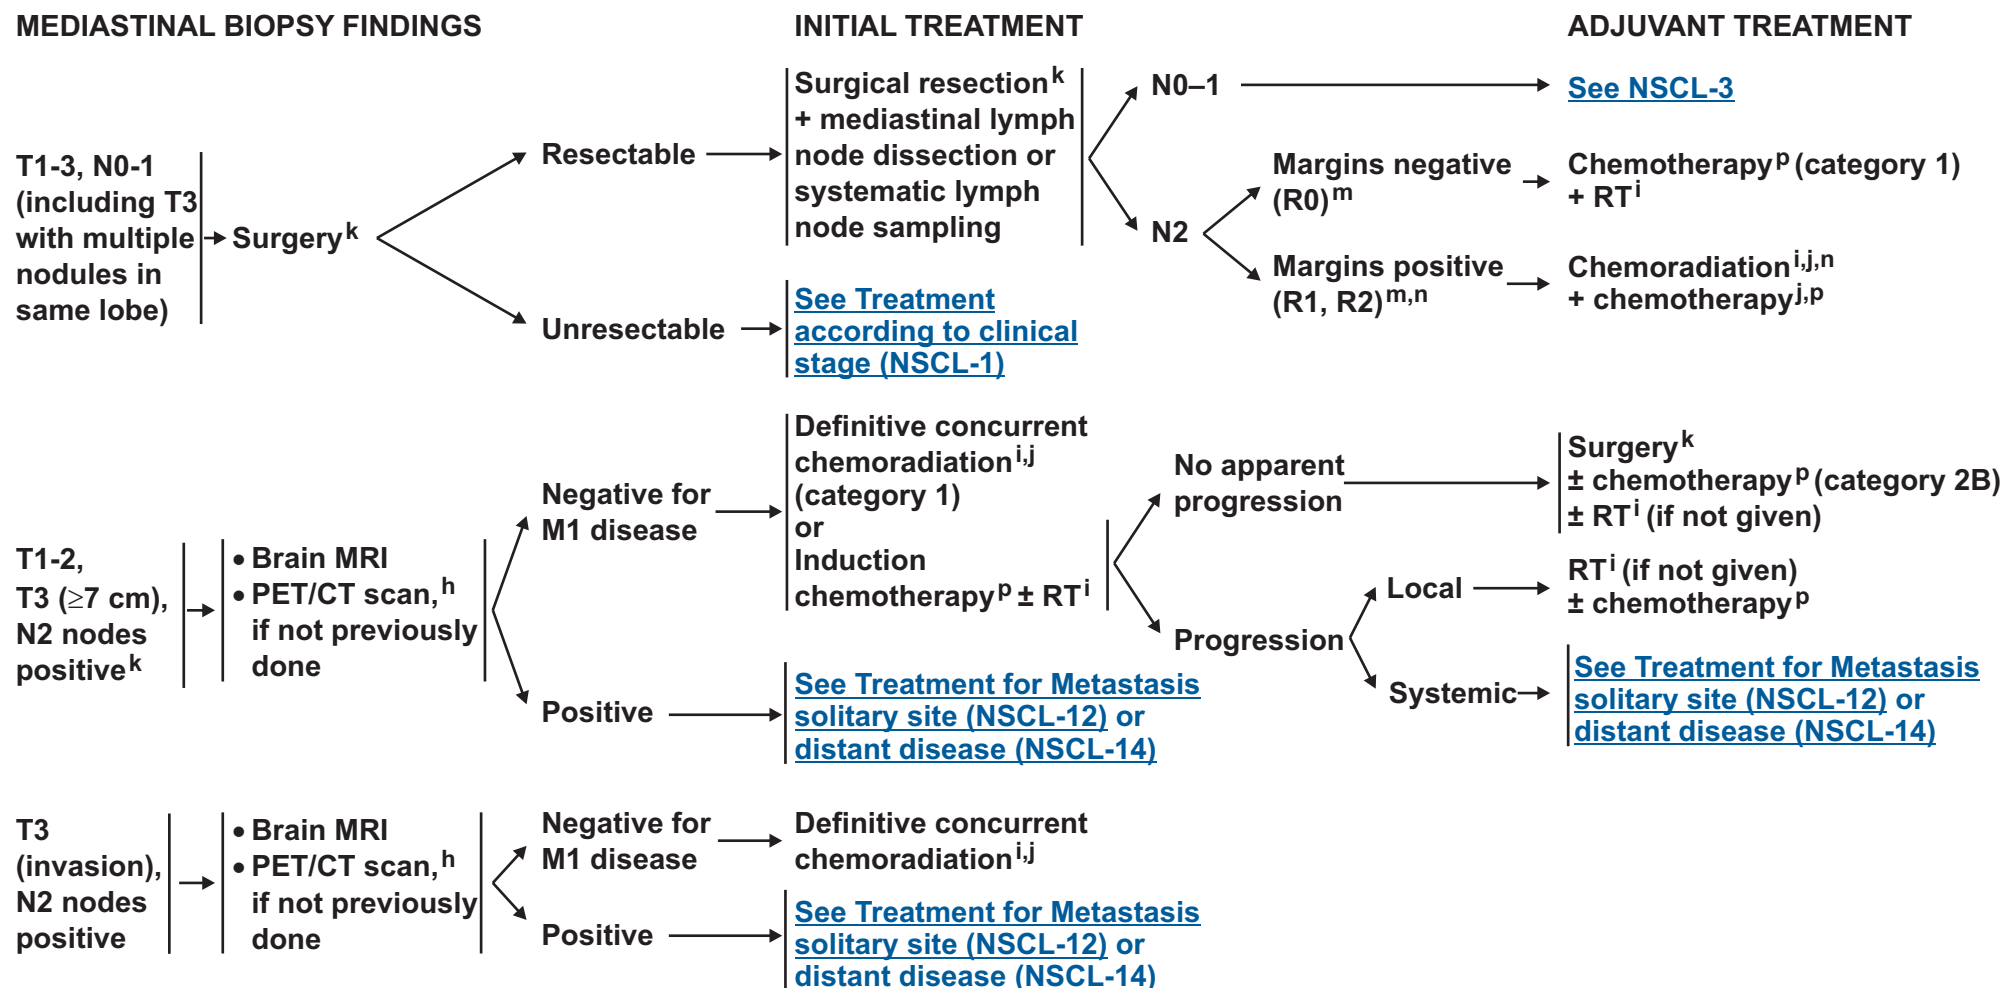 MEDIASTINAL BIOPSY FINDINGS
INITIAL TREATMENT
ADJUVANT TREATMENT
T1-3, N0-1
(including T3
with multiple
nodules in
same lobe)
Surgery k
Resectable
Surgical resection k
+ mediastinal lymph
node dissection or
systematic lymph
node sampling
N0–1
See NSCL-3
N2
Margins negative
(R0) m
Chemotherapy p (category 1)
+ RT i
Margins positive
(R1, R2) m,n
Chemoradiation i,j,n
+ chemotherapy j,p
Unresectable
See Treatment
according to clinical
stage (NSCL-1)
T1-2,
T3 (≥7 cm),
N2 nodes
positive k
• Brain MRI
• PET/CT scan, h
if not previously
done
Negative for
M1 disease
Definitive concurrent
chemoradiation i,j
(category 1)
or
Induction
chemotherapy p ± RT i
No apparent
progression
Surgery k
± chemotherapy p (category 2B)
± RT i (if not given)
Progression
Local
RT i (if not given)
± chemotherapy p
Systemic
See Treatment for Metastasis
solitary site (NSCL-12) or
distant disease (NSCL-14)
Positive
See Treatment for Metastasis
solitary site (NSCL-12) or
distant disease (NSCL-14)
T3
(invasion),
N2 nodes
positive
• Brain MRI
• PET/CT scan, h
if not previously
done
Negative for
M1 disease
Definitive concurrent
chemoradiation i,j
Positive
See Treatment for Metastasis
solitary site (NSCL-12) or
distant disease (NSCL-14)